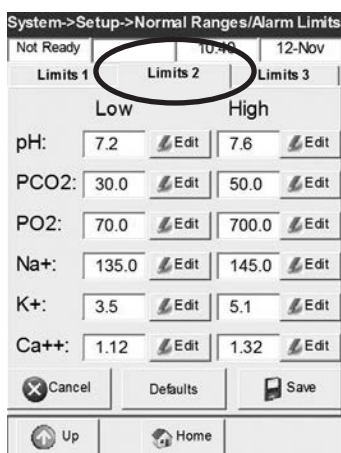 System->Setup->Normal Ranges/Alarm Limits
Not Ready 10:49 12-Nov
Limits 1 Limits 2 Limits 3
Low High
pH: 7.2 Edit 7.6 Edit
PCO2: 30.0 Edit 50.0 Edit
PO2: 70.0 Edit 700.0 Edit
Na+: 135.0 Edit 145.0 Edit
K+: 3.5 Edit 5.1 Edit
Ca++: 1.12 Edit 1.32 Edit
Cancel Defaults Save
Up Home